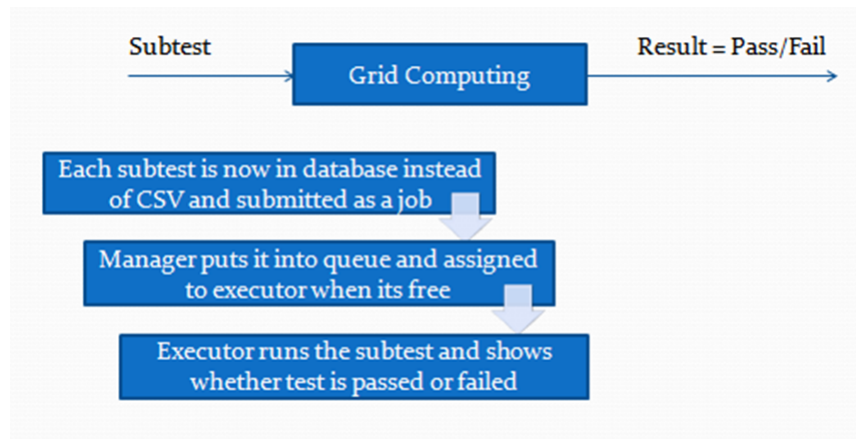 Subtest
Grid Computing
Result = Pass/Fail
Each subtest is now in database instead
of CSV and submitted as a job
Manager puts it into queue and assigned
to executor when its free
Executor runs the subtest and shows
whether test is passed or failed